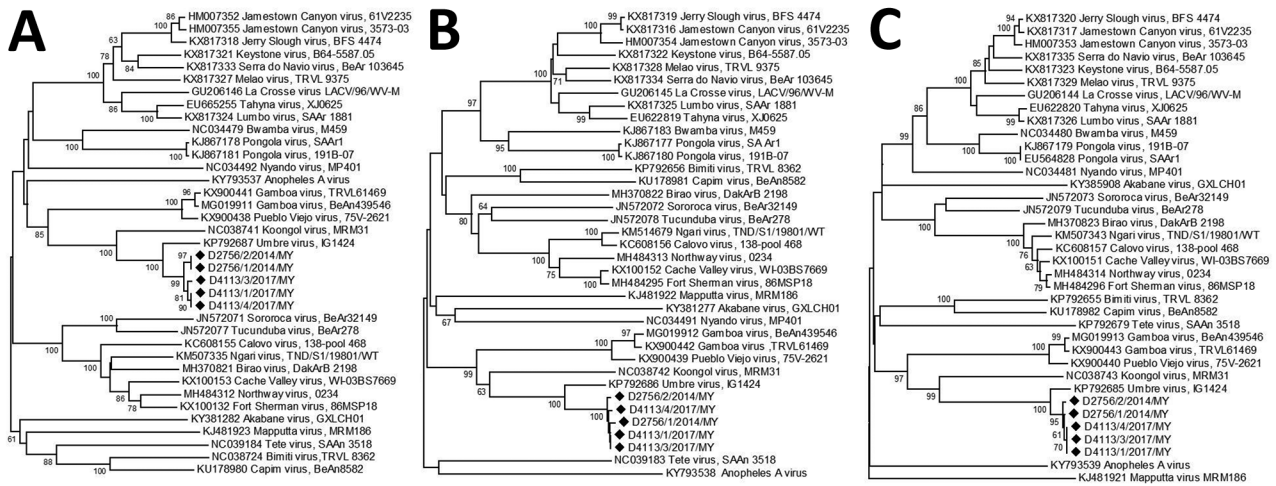 A
86
HM007352 Jamestown Canyon virus, 61V2235
100
HM007355 Jamestown Canyon virus, 3573-03
63
KX817318 Jerry Slough virus, BFS 4474
78
KX817321 Keystone virus, B64-5587.05
84
KX817333 Serra do Navio virus, BeAr 103645
100
KX817327 Melao virus, TRVL 9375
GU206146 La Crosse virus, LACV/96/WV-M
86
EU665255 Tahyna virus, XJ0625
100
KX817324 Lumbo virus, SAAr 1881
NC034479 Bwamba virus, M459
100
KJ867178 Pongola virus, SAAr1
100
KJ867181 Pongola virus, 191B-07
NC034492 Nyando virus, MP401
KY793537 Anopheles A virus
96
KX900441 Gamboa virus, TRVL61469
100
MG019911 Gamboa virus, BeAn439546
KX900438 Pueblo Viejo virus, 75V-2621
85
NC038741 Koongol virus, MRM31
100
KP792687 Umbre virus, IG1424
97
D2756/2/2014/MY
100
D2756/1/2014/MY
99
D4113/3/2017/MY
81
D4113/1/2017/MY
90
D4113/4/2017/MY
JN572071 Sororoca virus, BeAr32149
JN572077 Tucunduba virus, BeAr278
100
KC608155 Calovo virus, 138-pool 468
KM507335 Ngari virus, TND/S1/19801/WT
100
MH370821 Birao virus, DakArB 2198
KX100153 Cache Valley virus, WI-03BS7669
86
MH484312 Northway virus, 0234
78
KX100132 Fort Sherman virus, 86MSP18
KY381282 Akabane virus, GXLCH01
61
KJ481923 Mapputta virus, MRM186
NC039184 Tete virus, SAAn 3518
88
NC038724 Bimiti virus,TRVL 8362
100
KU178980 Capim virus, BeAn8582
B
99
KX817319 Jerry Slough virus, BFS 4474
KX817316 Jamestown Canyon virus, 61V2235
100
HM007354 Jamestown Canyon virus, 3573-03
KX817322 Keystone virus, B64-5587.05
100
KX817328 Melao virus, TRVL 9375
71
KX817334 Serra do Navio virus, BeAr 103645
GU206145 La Crosse virus, LACV/96/WV-M
97
KX817325 Lumbo virus, SAAr 1881
99
EU622819 Tahyna virus, XJ0625
KJ867183 Bwamba virus, M459
95
KJ867177 Pongola virus, SA Ar1
100
KJ867180 Pongola virus, 191B-07
100
KP792656 Bimiti virus, TRVL 8362
KU178981 Capim virus, BeAn8582
MH370822 Birao virus, DakArB 2198
64
JN572072 Sororoca virus, BeAr32149
80
JN572078 Tucunduba virus, BeAr278
100
KM514679 Ngari virus, TND/S1/19801/WT
KC608156 Calovo virus, 138-pool 468
100
MH484313 Northway virus, 0234
75
KX100152 Cache Valley virus, WI-03BS7669
100
MH484295 Fort Sherman virus, 86MSP18
KJ481922 Mapputta virus, MRM186
KY381277 Akabane virus, GXLCH01
67
NC034491 Nyando virus, MP401
97
MG019912 Gamboa virus, BeAn439546
100
KX900442 Gamboa virus, TRVL61469
KX900439 Pueblo Viejo virus, 75V-2621
99
NC038742 Koongol virus, MRM31
63
KP792686 Umbre virus, IG1424
100
D2756/2/2014/MY
D4113/4/2017/MY
100
D2756/1/2014/MY
D4113/1/2017/MY
D4113/3/2017/MY
NC039183 Tete virus, SAAn 3518
KY793538 Anopheles A virus
C
94
KX817320 Jerry Slough virus, BFS 4474
KX817317 Jamestown Canyon virus, 61V2235
100
HM007353 Jamestown Canyon virus, 3573-03
KX817335 Serra do Navio virus, BeAr 103645
85
KX817323 Keystone virus, B64-5587.05
100
KX817329 Melao virus, TRVL 9375
GU206144 La Crosse virus, LACV/96/WV-M
86
EU622820 Tahyna virus, XJ0625
99
KX817326 Lumbo virus, SAAr 1881
99
NC034480 Bwamba virus, M459
100
KJ867179 Pongola virus, 191B-07
100
EU564828 Pongola virus, SAAr1
NC034481 Nyando virus, MP401
KY385908 Akabane virus, GXLCH01
JN572073 Sororoca virus, BeAr32149
100
JN572079 Tucunduba virus, BeAr278
MH370823 Birao virus, DakArB 2198
100
KM507343 Ngari virus, TND/S1/19801/WT
76
KC608157 Calovo virus, 138-pool 468
63
KX100151 Cache Valley virus, WI-03BS7669
MH484314 Northway virus, 0234
79
MH484296 Fort Sherman virus, 86MSP18
100
KP792655 Bimiti virus, TRVL 8362
KU178982 Capim virus, BeAn8582
KP792679 Tete virus, SAAn 3518
99
MG019913 Gamboa virus, BeAn439546
100
KX900443 Gamboa virus, TRVL61469
KX900440 Pueblo Viejo virus, 75V-2621
97
NC038743 Koongol virus, MRM31
99
KP792685 Umbre virus, IG1424
100
D2756/2/2014/MY
D2756/1/2014/MY
95
D4113/4/2017/MY
61
D4113/3/2017/MY
70
D4113/1/2017/MY
KY793539 Anopheles A virus
KJ481921 Mapputta virus MRM186